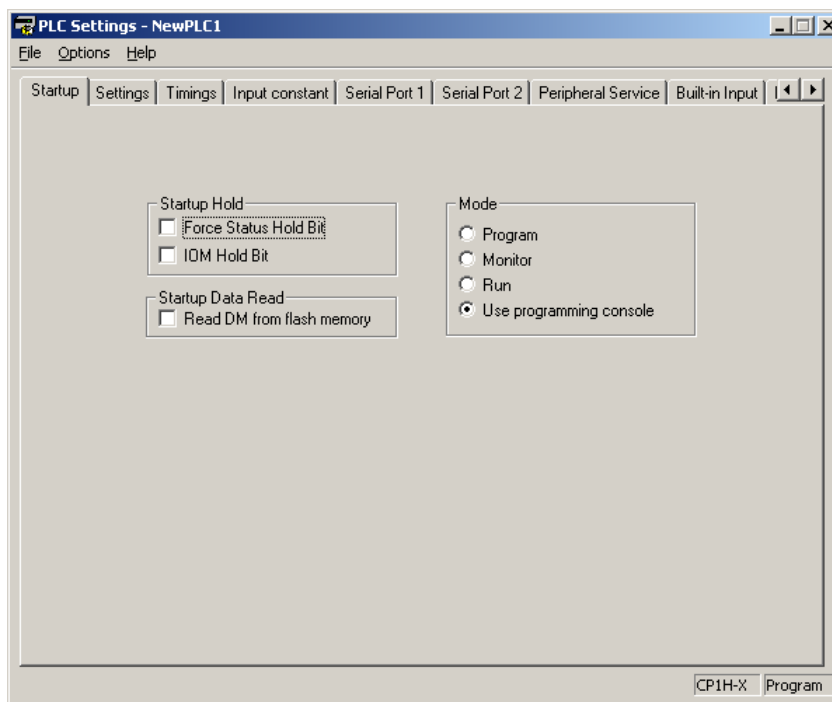 PLC Settings - NewPLC1
File Options Help
Startup Settings Timings Input constant Serial Port 1 Serial Port 2 Peripheral Service Built-in Input
Startup Hold
Force Status Hold Bit
IOM Hold Bit
Startup Data Read
Read DM from flash memory
Mode
Program
Monitor
Run
Use programming console
CP1H-X Program